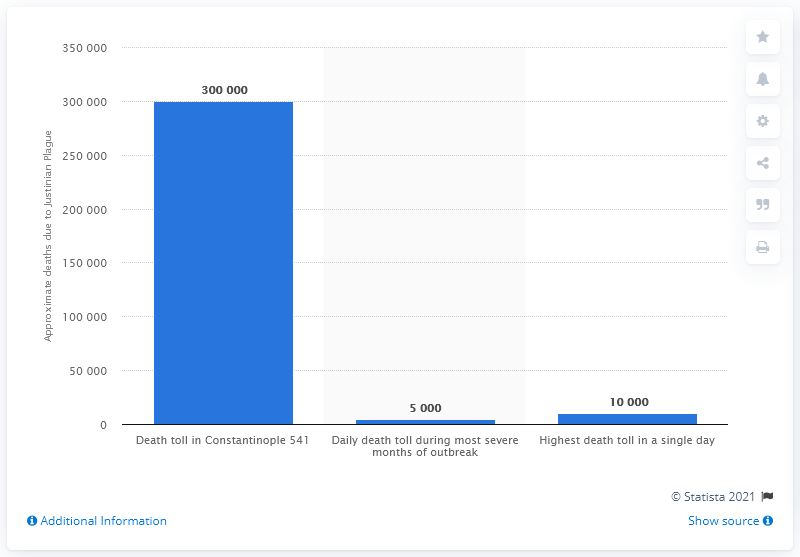 350 000
300 000
250 000
200 000
150 000
100 000
50 000
0
Approximate deaths due to Justinian Plague
300 000
5 000
10 000
Death toll in Constantinople 541
Daily death toll during most severe
months of outbreak
Highest death toll in a single day
© Statista 2021
Additional Information
Show source